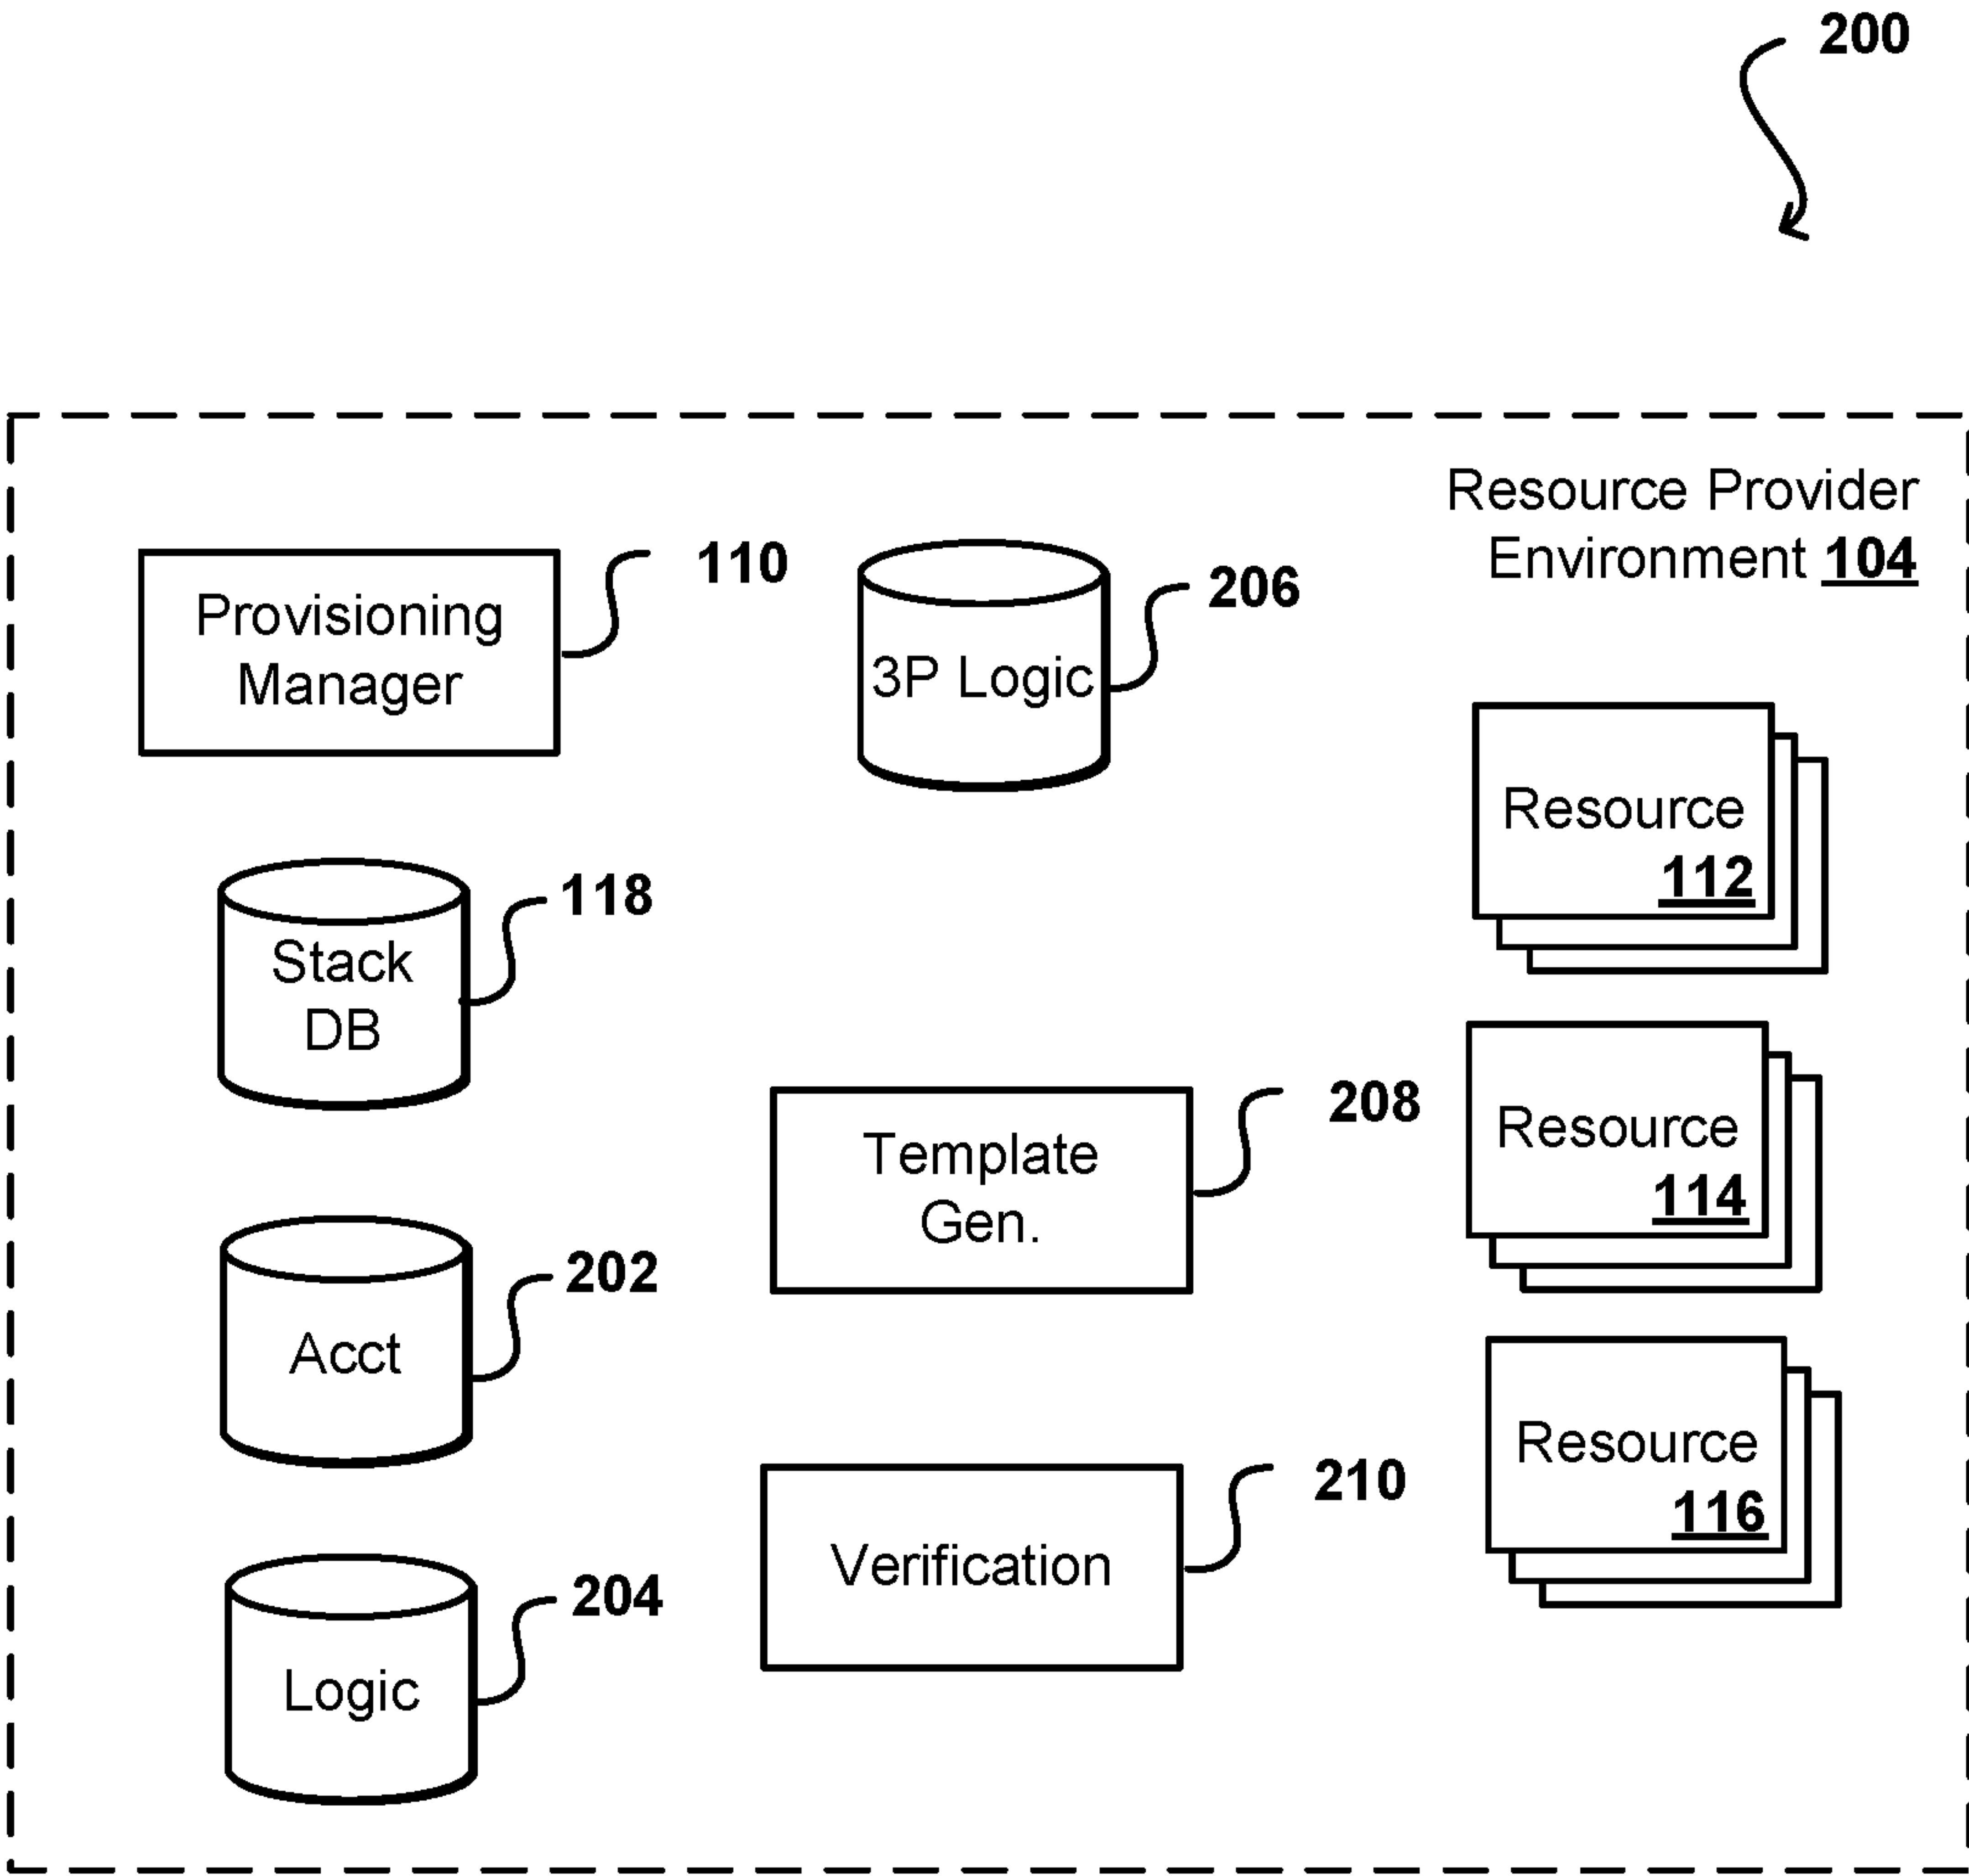 200
Resource Provider
Environment 104
Provisioning
Manager
110
3P Logic
206
Resource
112
Stack
DB
118
Template
Gen.
208
Resource
114
Acct
202
Verification
210
Resource
116
Logic
204